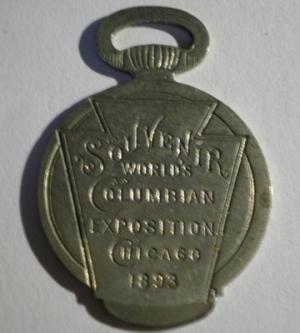 SOUVENIR
WORLD'S
COLUMBIAN
EXPOSITION.
CHICAGO
1893